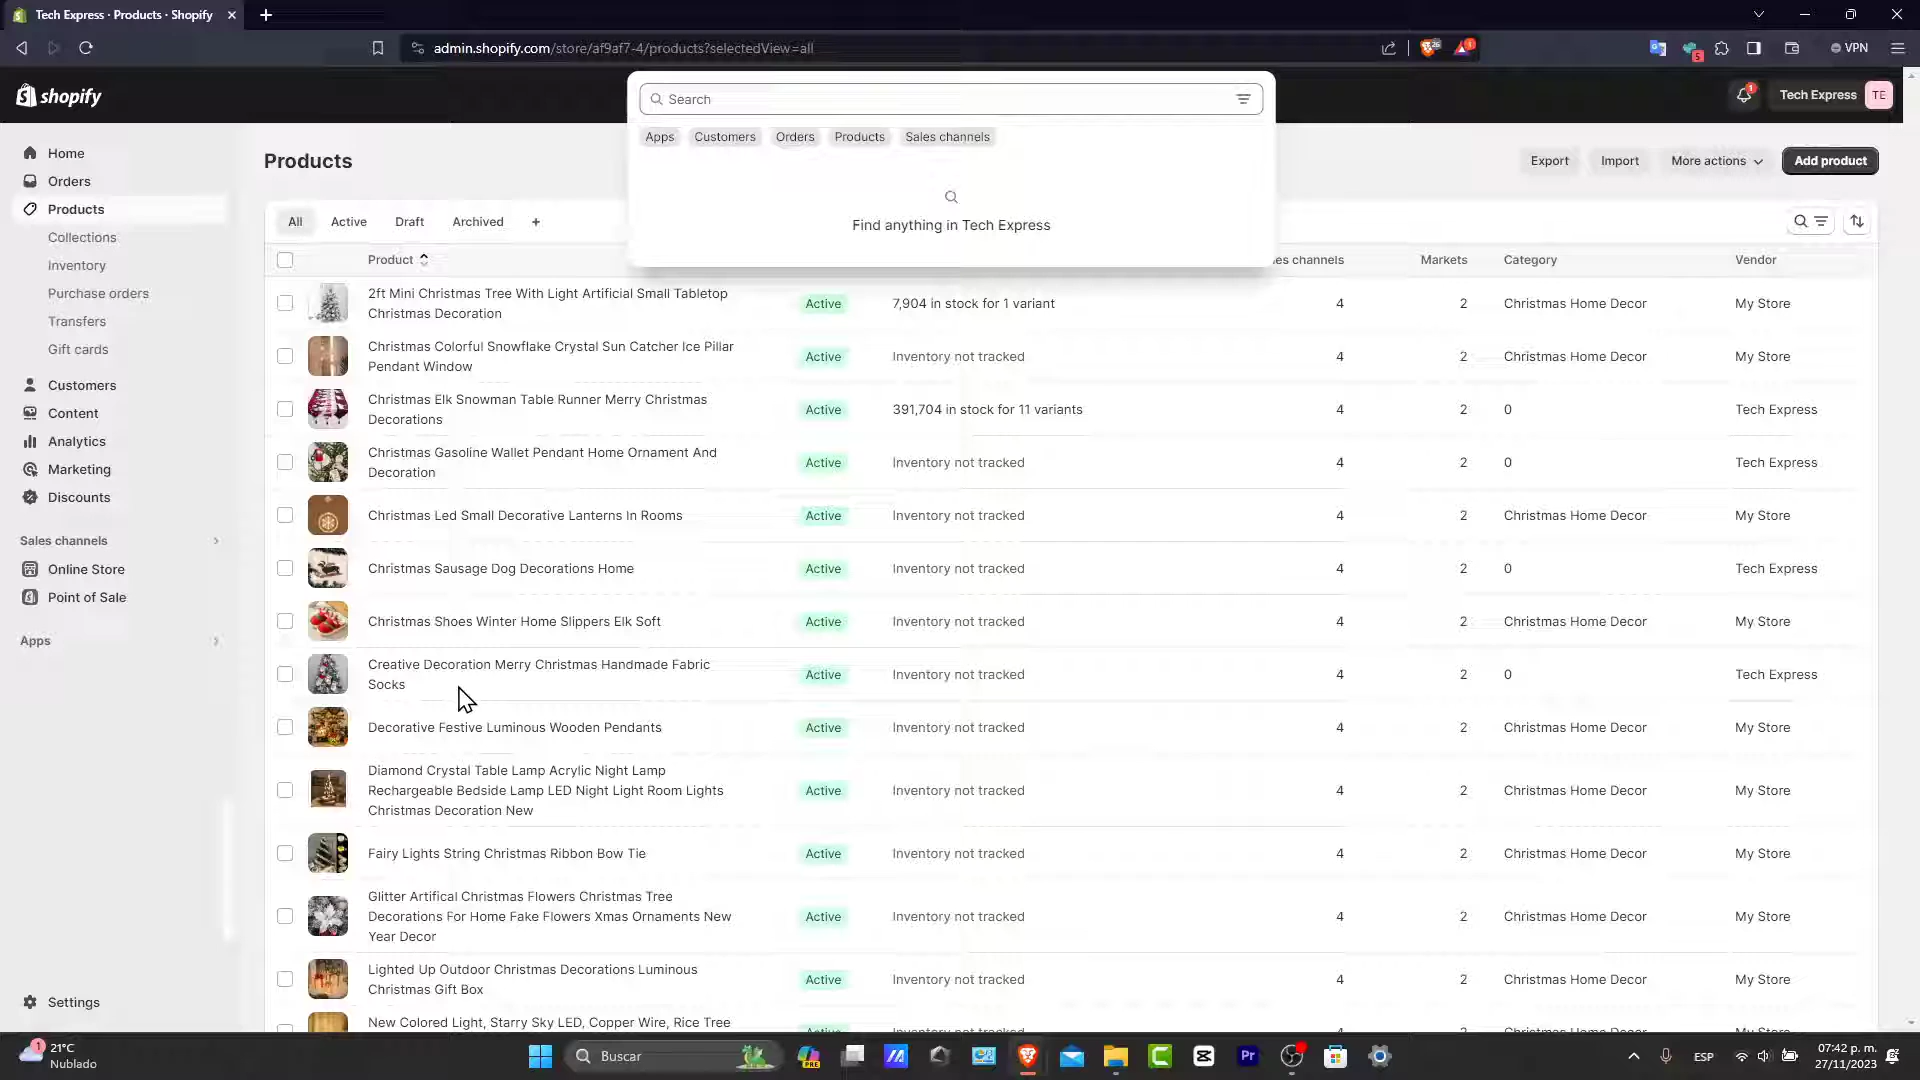 Tech Express · Products · Shopify
admin.shopify.com/store/af9af7-4/products?selectedView=all
26
1
5
VPN
shopify
Search
1
Tech Express
TE
Apps
Customers
Orders
Products
Sales channels
Find anything in Tech Express
Home
Orders
Products
Collections
Inventory
Purchase orders
Transfers
Gift cards
Customers
Content
Analytics
Marketing
Discounts
Sales channels
Online Store
Point of Sale
Apps
Settings
Products
Export
Import
More actions
Add product
All
Active
Draft
Archived
+
Product
es channels
Markets
Category
Vendor
2ft Mini Christmas Tree With Light Artificial Small Tabletop
Christmas Decoration
Active
7,904 in stock for 1 variant
4
2
Christmas Home Decor
My Store
Christmas Colorful Snowflake Crystal Sun Catcher Ice Pillar
Pendant Window
Active
Inventory not tracked
4
2
Christmas Home Decor
My Store
Christmas Elk Snowman Table Runner Merry Christmas
Decorations
Active
391,704 in stock for 11 variants
4
2
0
Tech Express
Christmas Gasoline Wallet Pendant Home Ornament And
Decoration
Active
Inventory not tracked
4
2
0
Tech Express
Christmas Led Small Decorative Lanterns In Rooms
Active
Inventory not tracked
4
2
Christmas Home Decor
My Store
Christmas Sausage Dog Decorations Home
Active
Inventory not tracked
4
2
0
Tech Express
Christmas Shoes Winter Home Slippers Elk Soft
Active
Inventory not tracked
4
2
Christmas Home Decor
My Store
Creative Decoration Merry Christmas Handmade Fabric
Socks
Active
Inventory not tracked
4
2
0
Tech Express
Decorative Festive Luminous Wooden Pendants
Active
Inventory not tracked
4
2
Christmas Home Decor
My Store
Diamond Crystal Table Lamp Acrylic Night Lamp
Rechargeable Bedside Lamp LED Night Light Room Lights
Christmas Decoration New
Active
Inventory not tracked
4
2
Christmas Home Decor
My Store
Fairy Lights String Christmas Ribbon Bow Tie
Active
Inventory not tracked
4
2
Christmas Home Decor
My Store
Glitter Artifical Christmas Flowers Christmas Tree
Decorations For Home Fake Flowers Xmas Ornaments New
Year Decor
Active
Inventory not tracked
4
2
Christmas Home Decor
My Store
Lighted Up Outdoor Christmas Decorations Luminous
Christmas Gift Box
Active
Inventory not tracked
4
2
Christmas Home Decor
My Store
New Colored Light, Starry Sky LED, Copper Wire, Rice Tree
Active
Inventory not tracked
4
2
Christmas Home Decor
My Store
1
21°C
Nublado
Buscar
PRE
Pr
ESP
07:42 p. m.
27/11/2023